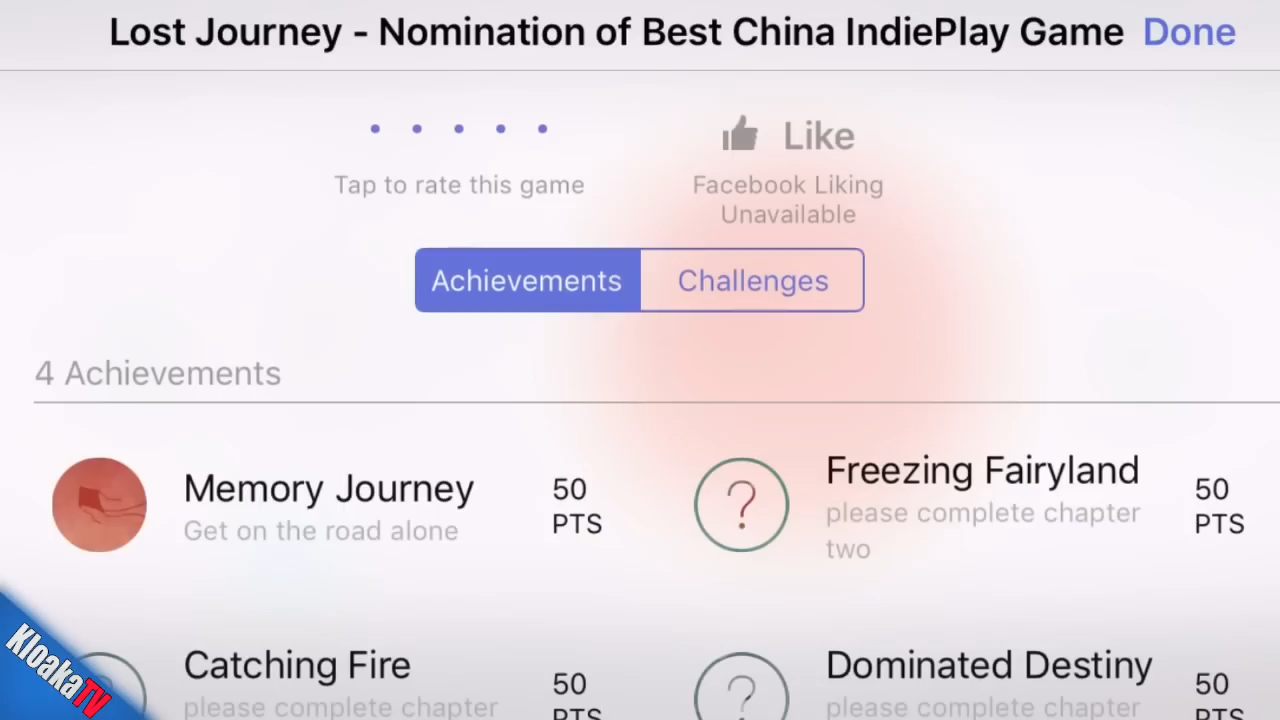 Lost Journey - Nomination of Best China IndiePlay Game Done
Tap to rate this game
Like
Facebook Liking
Unavailable
Achievements Challenges
4 Achievements
Memory Journey
Get on the road alone
50
PTS
?
Freezing Fairyland
please complete chapter
two
50
PTS
Catching Fire
please complete chapter
50
PTS
?
Dominated Destiny
please complete chapter
50
PTS
KloakaTV